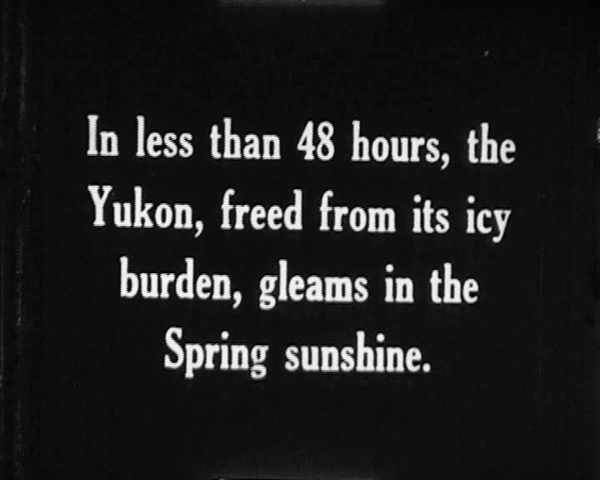 In less than 48 hours, the
Yukon, freed from its icy
burden, gleams in the
Spring sunshine.